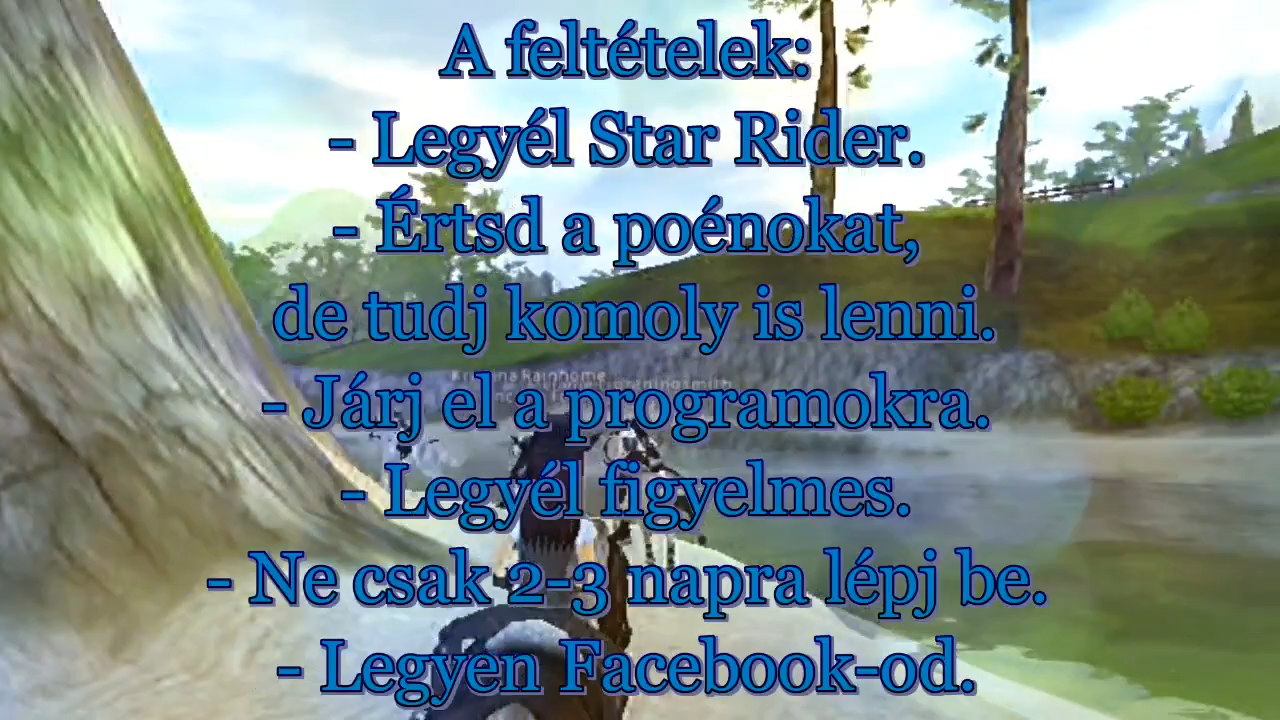 A feltételek:
- Legyél Star Rider.
- Értsd a poénokat,
de tudj komoly is lenni.
- Járj el a programokra.
- Legyél figyelmes.
- Ne csak 2-3 napra lépj be.
- Legyen Facebook-od.